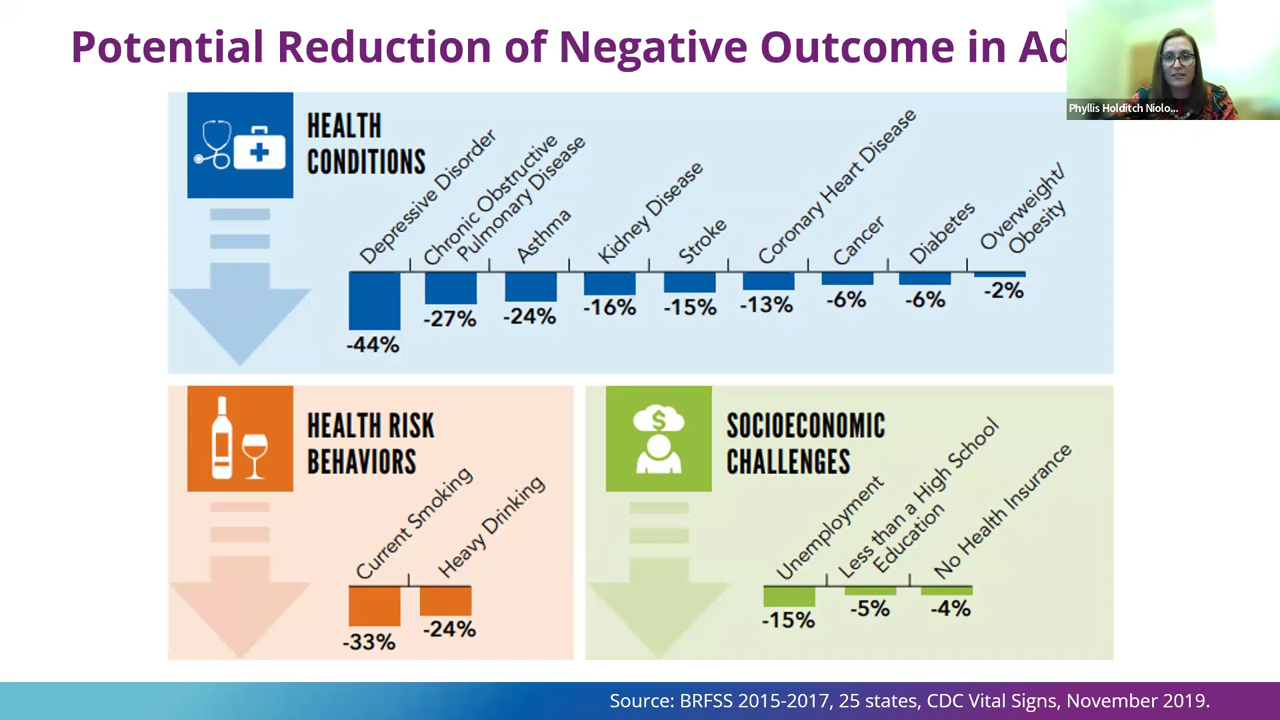 Potential Reduction of Negative Outcome in Ad
Phyllis Holditch Niolo...
HEALTH
CONDITIONS
Depressive Disorder
Chronic Obstructive
Pulmonary Disease
Asthma
Kidney Disease
Stroke
Coronary Heart Disease
Cancer
Diabetes
Overweight/
Obesity
-44%
-27%
-24%
-16%
-15%
-13%
-6%
-6%
-2%
HEALTH RISK
BEHAVIORS
Current Smoking
Heavy Drinking
-33%
-24%
SOCIOECONOMIC
CHALLENGES
Unemployment
Less than a High School
Education
No Health Insurance
-15%
-5%
-4%
Source: BRFSS 2015-2017, 25 states, CDC Vital Signs, November 2019.